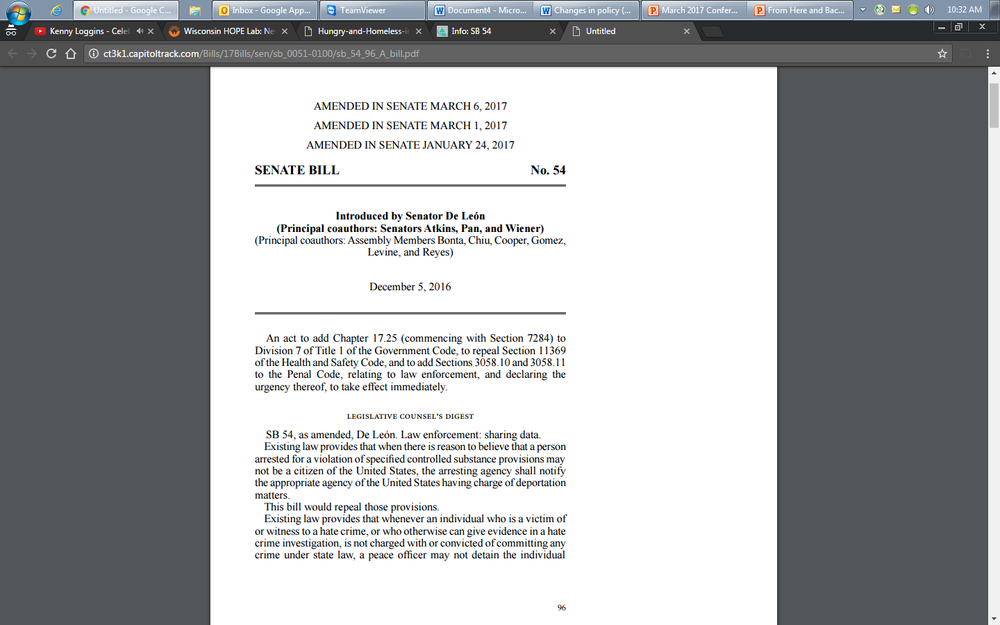 Untitled - Google C...
Inbox - Google App...
TeamViewer
Document4 - Micro...
Changes in policy (...
March 2017 Confer...
From Here and Bac...
10:32 AM
Kenny Loggins - Cele
Wisconsin HOPE Lab: Ne
Hungry-and-Homeless-i
Info: SB 54
Untitled
ct3k1.capitoltrack.com/Bills/17Bills/sen/sb_0051-0100/sb_54_96_A_bill.pdf
AMENDED IN SENATE MARCH 6, 2017
AMENDED IN SENATE MARCH 1, 2017
AMENDED IN SENATE JANUARY 24, 2017
SENATE BILL No. 54
Introduced by Senator De León
(Principal coauthors: Senators Atkins, Pan, and Wiener)
(Principal coauthors: Assembly Members Bonta, Chiu, Cooper, Gomez,
Levine, and Reyes)
December 5, 2016
An act to add Chapter 17.25 (commencing with Section 7284) to
Division 7 of Title 1 of the Government Code, to repeal Section 11369
of the Health and Safety Code, and to add Sections 3058.10 and 3058.11
to the Penal Code, relating to law enforcement, and declaring the
urgency thereof, to take effect immediately.
LEGISLATIVE COUNSEL'S DIGEST
SB 54, as amended, De León. Law enforcement: sharing data.
Existing law provides that when there is reason to believe that a person
arrested for a violation of specified controlled substance provisions may
not be a citizen of the United States, the arresting agency shall notify
the appropriate agency of the United States having charge of deportation
matters.
This bill would repeal those provisions.
Existing law provides that whenever an individual who is a victim of
or witness to a hate crime, or who otherwise can give evidence in a hate
crime investigation, is not charged with or convicted of committing any
crime under state law, a peace officer may not detain the individual
96